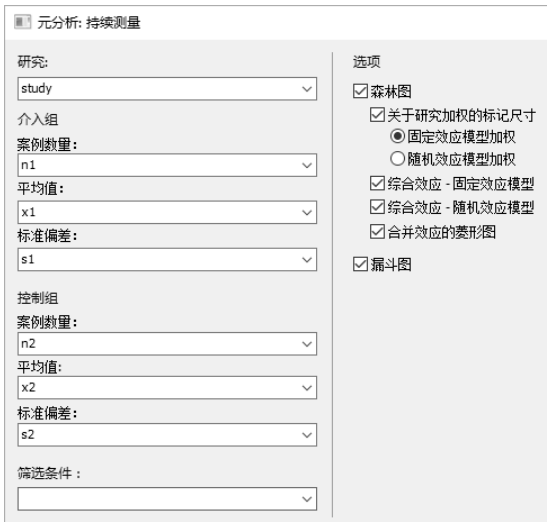 元分析: 持续测量
研究:
study
介入组
案例数量:
n1
平均值:
x1
标准偏差:
s1
控制组
案例数量:
n2
平均值:
x2
标准偏差:
s2
筛选条件：
选项
森林图
关于研究加权的标记尺寸
固定效应模型加权
随机效应模型加权
综合效应 - 固定效应模型
综合效应 - 随机效应模型
合并效应的菱形图
漏斗图